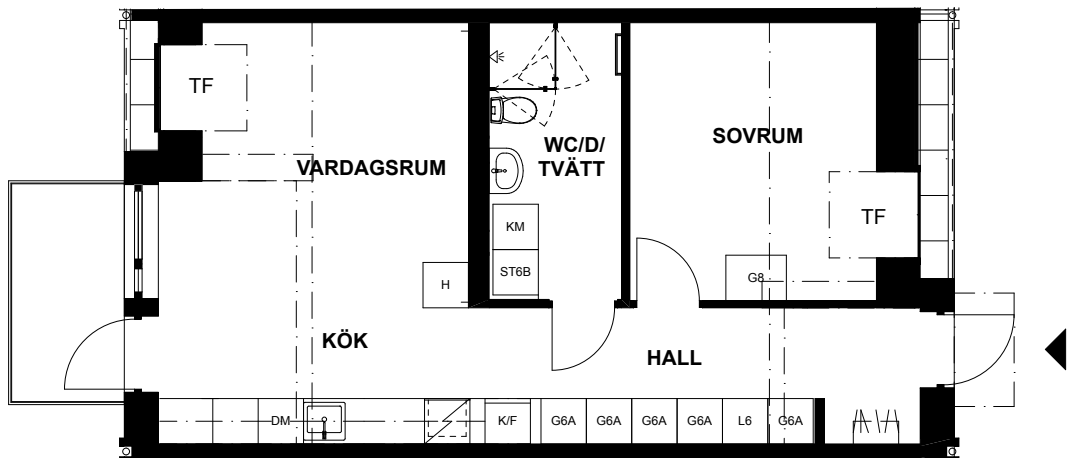 TF
VARDAGSRUM
WC/D/
TVÄTT
SOVRUM
TF
KM
ST6B
H
G8
KÖK
HALL
DM
K/F
G6A
G6A
G6A
G6A
L6
G6A